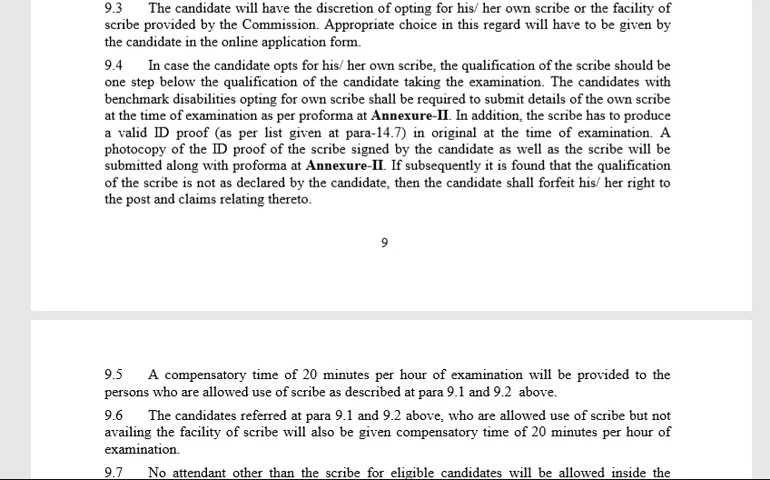 9.3 The candidate will have the discretion of opting for his/ her own scribe or the facility of
scribe provided by the Commission. Appropriate choice in this regard will have to be given by
the candidate in the online application form.
9.4 In case the candidate opts for his/ her own scribe, the qualification of the scribe should be
one step below the qualification of the candidate taking the examination. The candidates with
benchmark disabilities opting for own scribe shall be required to submit details of the own scribe
at the time of examination as per proforma at Annexure-II. In addition, the scribe has to produce
a valid ID proof (as per list given at para-14.7) in original at the time of examination. A
photocopy of the ID proof of the scribe signed by the candidate as well as the scribe will be
submitted along with proforma at Annexure-II. If subsequently it is found that the qualification
of the scribe is not as declared by the candidate, then the candidate shall forfeit his/ her right to
the post and claims relating thereto.
9
9.5 A compensatory time of 20 minutes per hour of examination will be provided to the
persons who are allowed use of scribe as described at para 9.1 and 9.2 above.
9.6 The candidates referred at para 9.1 and 9.2 above, who are allowed use of scribe but not
availing the facility of scribe will also be given compensatory time of 20 minutes per hour of
examination.
9.7 No attendant other than the scribe for eligible candidates will be allowed inside the